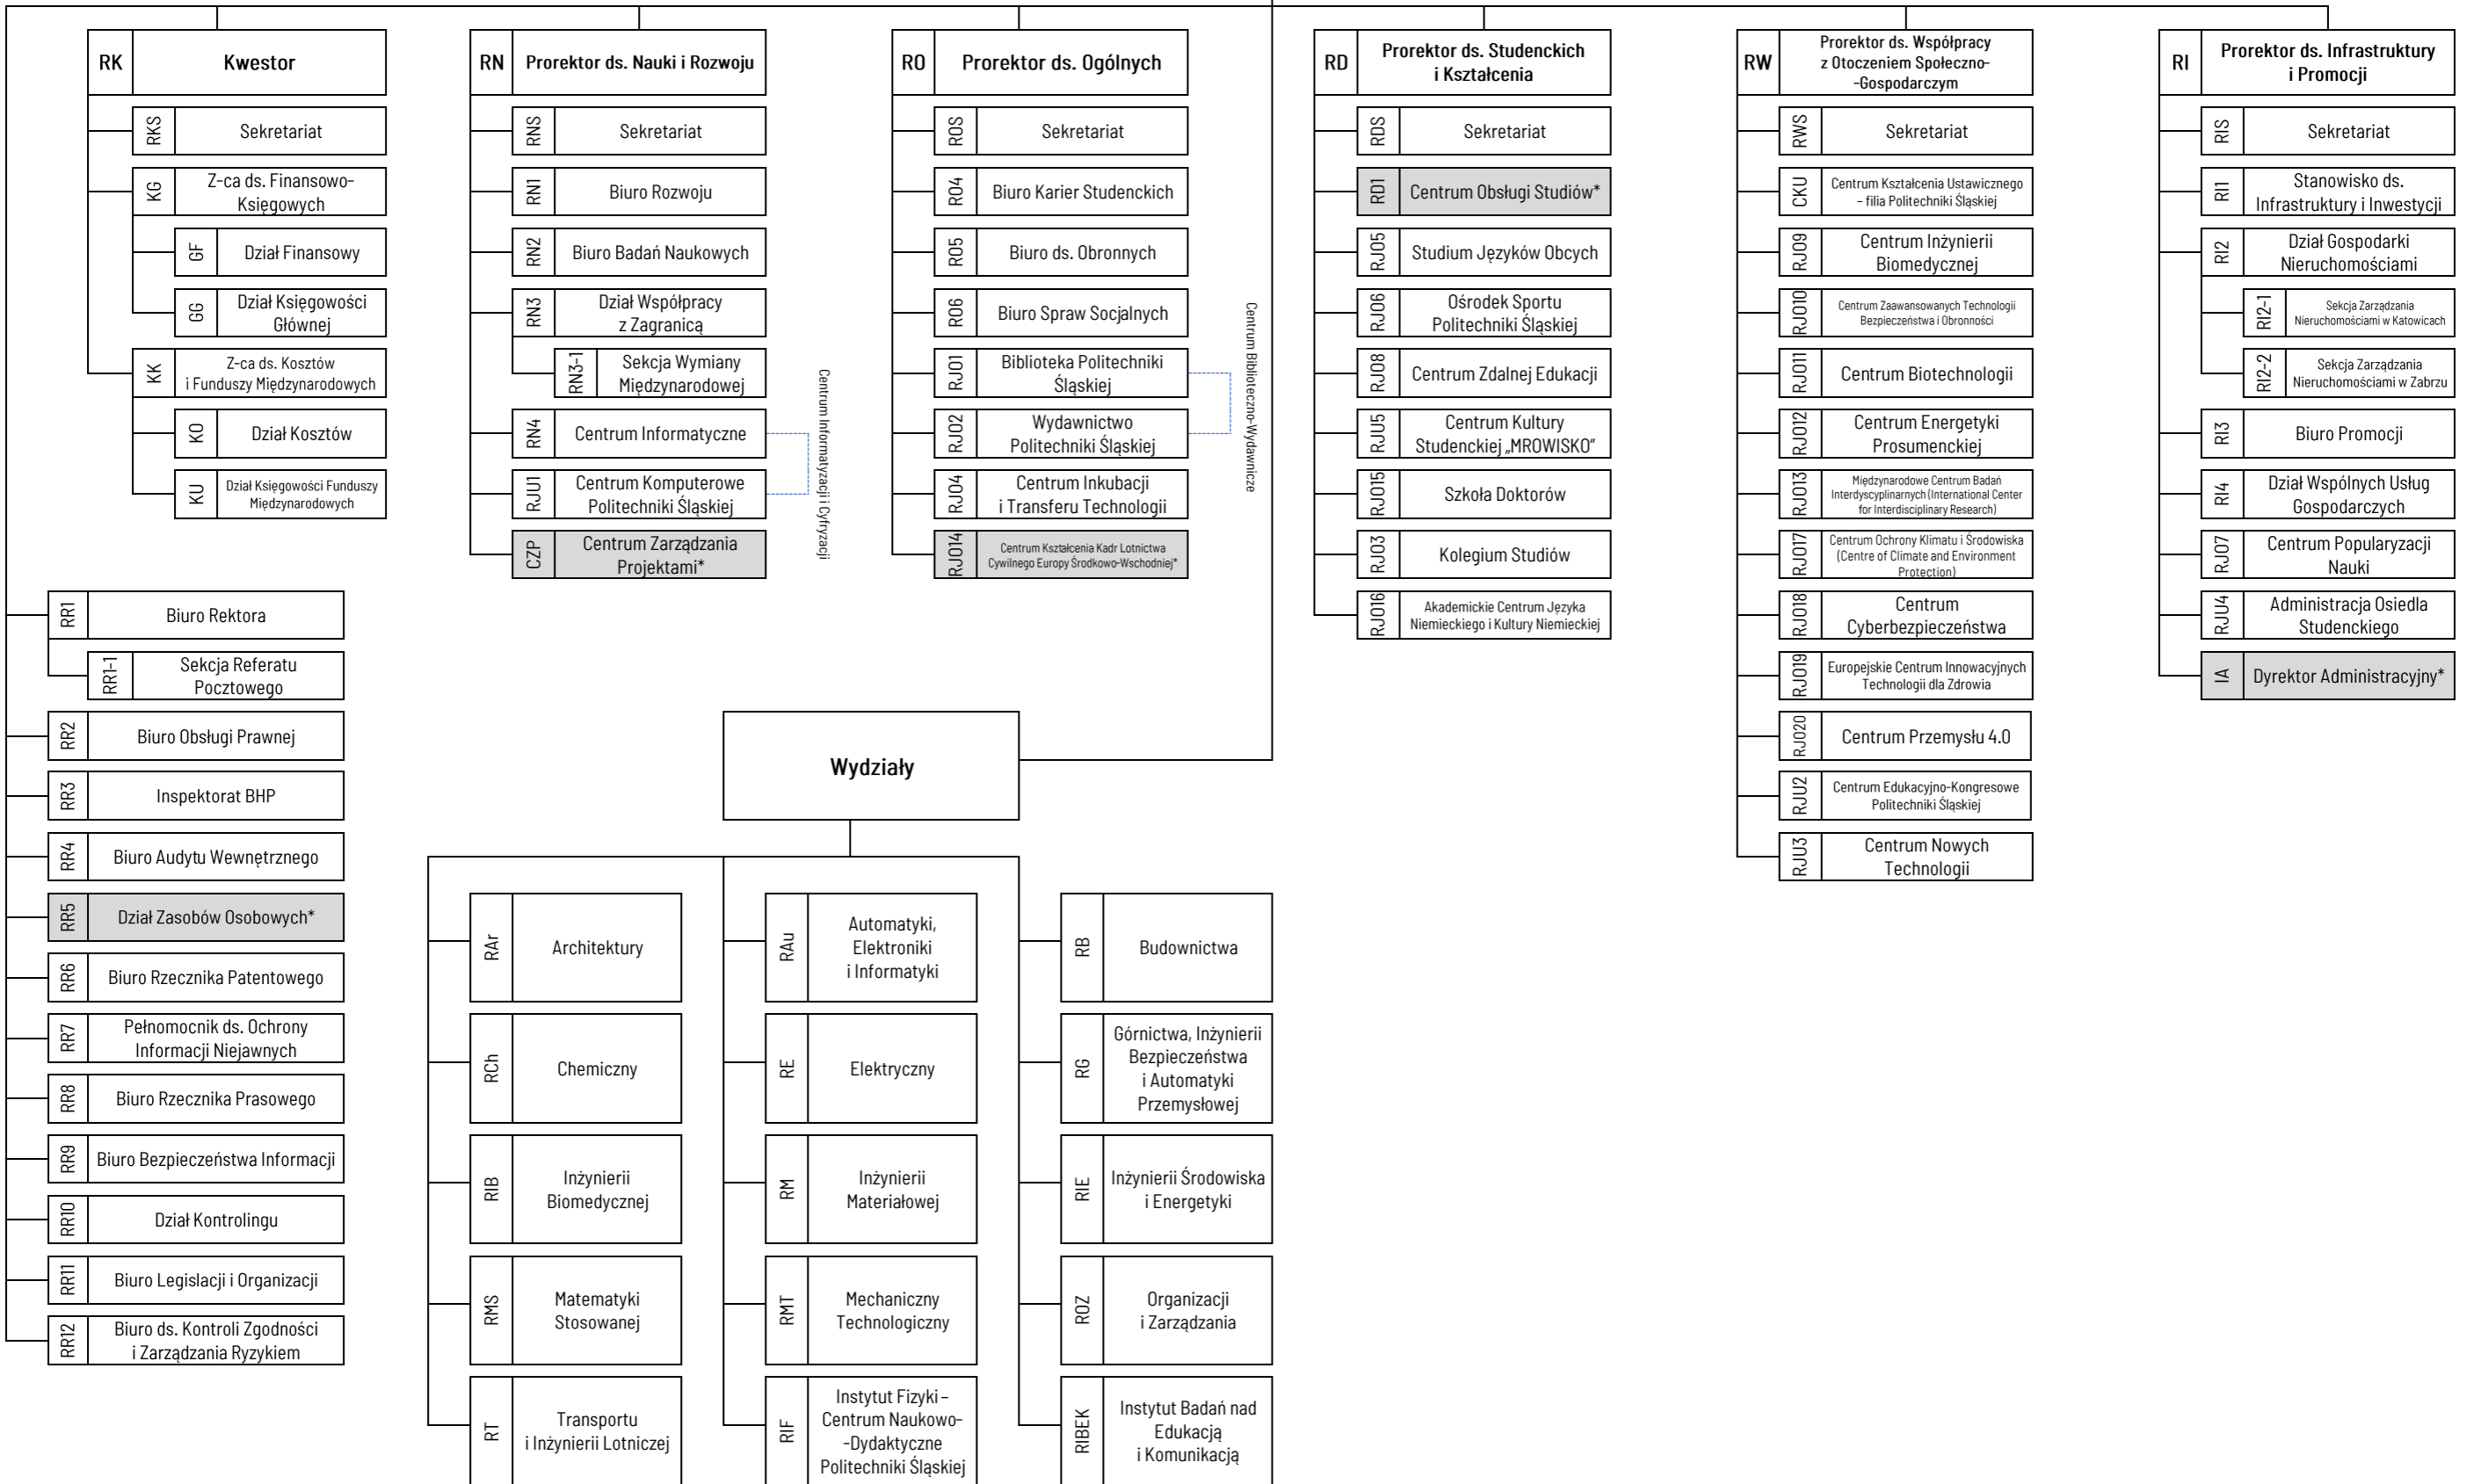 RK
Kwestor
RKS
Sekretariat
KG
Z-ca ds. Finansowo-
Księgowych
GF
Dział Finansowy
GG
Dział Księgowości
Głównej
KK
Z-ca ds. Kosztów
i Funduszy Międzynarodowych
KO
Dział Kosztów
KU
Dział Księgowości Funduszy
Międzynarodowych
RN
Prorektor ds. Nauki i Rozwoju
RNS
Sekretariat
RN1
Biuro Rozwoju
RN2
Biuro Badań Naukowych
RN3
Dział Współpracy
z Zagranicą
RN3-1
Sekcja Wymiany
Międzynarodowej
RN4
Centrum Informatyczne
RJU1
Centrum Komputerowe
Politechniki Śląskiej
CZP
Centrum Zarządzania
Projektami*
Centrum Informatyzacji i Cyfryzacji
RO
Prorektor ds. Ogólnych
ROS
Sekretariat
RO4
Biuro Karier Studenckich
RO5
Biuro ds. Obronnych
RO6
Biuro Spraw Socjalnych
RJO1
Biblioteka Politechniki
Śląskiej
RJO2
Wydawnictwo
Politechniki Śląskiej
RJO4
Centrum Inkubacji
i Transferu Technologii
RJO14
Centrum Kształcenia Kadr Lotnictwa
Cywilnego Europy Środkowo-Wschodniej*
Centrum Biblioteczno-Wydawnicze
RD
Prorektor ds. Studenckich
i Kształcenia
RDS
Sekretariat
RD1
Centrum Obsługi Studiów*
RJO5
Studium Języków Obcych
RJO6
Ośrodek Sportu
Politechniki Śląskiej
RJO8
Centrum Zdalnej Edukacji
RJU5
Centrum Kultury
Studenckiej „MROWISKO”
RJO15
Szkoła Doktorów
RJO3
Kolegium Studiów
RJO16
Akademickie Centrum Języka
Niemieckiego i Kultury Niemieckiej
RW
Prorektor ds. Współpracy
z Otoczeniem Społeczno-
-Gospodarczym
RWS
Sekretariat
CKU
Centrum Kształcenia Ustawicznego
– filia Politechniki Śląskiej
RJO9
Centrum Inżynierii
Biomedycznej
RJO10
Centrum Zaawansowanych Technologii
Bezpieczeństwa i Obronności
RJO11
Centrum Biotechnologii
RJO12
Centrum Energetyki
Prosumenckiej
RJO13
Międzynarodowe Centrum Badań
Interdyscyplinarnych (International Center
for Interdisciplinary Research)
RJO17
Centrum Ochrony Klimatu i Środowiska
(Centre of Climate and Environment
Protection)
RJO18
Centrum
Cyberbezpieczeństwa
RJO19
Europejskie Centrum Innowacyjnych
Technologii dla Zdrowia
RJO20
Centrum Przemysłu 4.0
RJU2
Centrum Edukacyjno-Kongresowe
Politechniki Śląskiej
RJU3
Centrum Nowych
Technologii
RI
Prorektor ds. Infrastruktury
i Promocji
RIS
Sekretariat
RI1
Stanowisko ds.
Infrastruktury i Inwestycji
RI2
Dział Gospodarki
Nieruchomościami
RI2-1
Sekcja Zarządzania
Nieruchomościami w Katowicach
RI2-2
Sekcja Zarządzania
Nieruchomościami w Zabrzu
RI3
Biuro Promocji
RI4
Dział Wspólnych Usług
Gospodarczych
RJO7
Centrum Popularyzacji
Nauki
RJU4
Administracja Osiedla
Studenckiego
IA
Dyrektor Administracyjny*
RR1
Biuro Rektora
RR1-1
Sekcja Referatu
Pocztowego
RR2
Biuro Obsługi Prawnej
RR3
Inspektorat BHP
RR4
Biuro Audytu Wewnętrznego
RR5
Dział Zasobów Osobowych*
RR6
Biuro Rzecznika Patentowego
RR7
Pełnomocnik ds. Ochrony
Informacji Niejawnych
RR8
Biuro Rzecznika Prasowego
RR9
Biuro Bezpieczeństwa Informacji
RR10
Dział Kontrolingu
RR11
Biuro Legislacji i Organizacji
RR12
Biuro ds. Kontroli Zgodności
i Zarządzania Ryzykiem
Wydziały
RAr
Architektury
RCh
Chemiczny
RIB
Inżynierii
Biomedycznej
RMS
Matematyki
Stosowanej
RT
Transportu
i Inżynierii Lotniczej
RAu
Automatyki,
Elektroniki
i Informatyki
RE
Elektryczny
RM
Inżynierii
Materiałowej
RMT
Mechaniczny
Technologiczny
RIF
Instytut Fizyki –
Centrum Naukowo-
-Dydaktyczne
Politechniki Śląskiej
RB
Budownictwa
RG
Górnictwa, Inżynierii
Bezpieczeństwa
i Automatyki
Przemysłowej
RIE
Inżynierii Środowiska
i Energetyki
ROZ
Organizacji
i Zarządzania
RIBEK
Instytut Badań nad
Edukacją
i Komunikacją